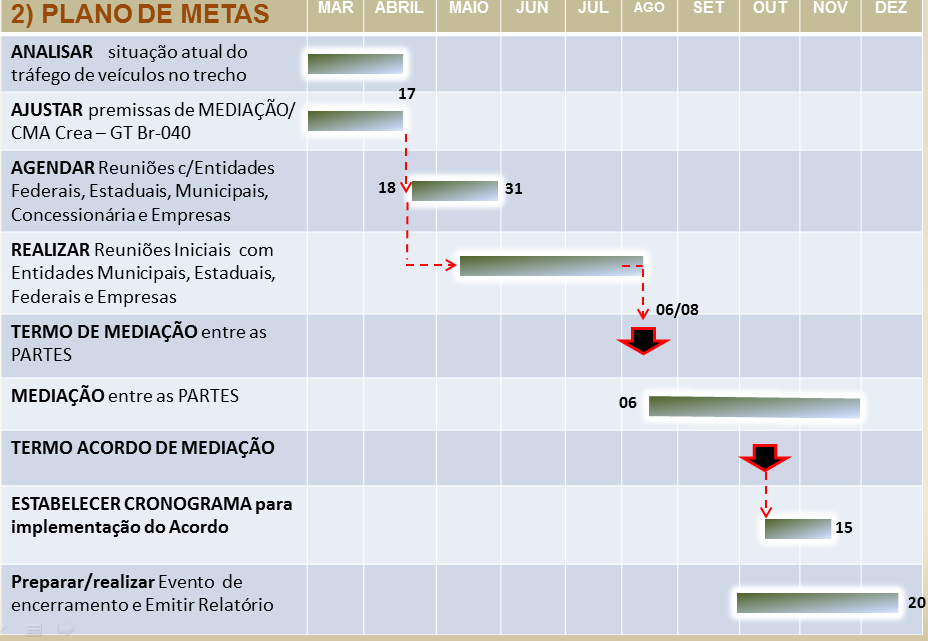 2) PLANO DE METAS MAR ABRIL MAIO JUN JUL AGO SET OUT NOV DEZ
ANALISAR situação atual do
tráfego de veículos no trecho
17
AJUSTAR premissas de MEDIAÇÃO/
CMA Crea – GT Br-040
AGENDAR Reuniões c/Entidades
Federais, Estaduais, Municipais,
Concessionária e Empresas
18 31
REALIZAR Reuniões Iniciais com
Entidades Municipais, Estaduais,
Federais e Empresas
06/08
TERMO DE MEDIAÇÃO entre as
PARTES
MEDIAÇÃO entre as PARTES
06
TERMO ACORDO DE MEDIAÇÃO
ESTABELECER CRONOGRAMA para
implementação do Acordo
15
Preparar/realizar Evento de
encerramento e Emitir Relatório
20